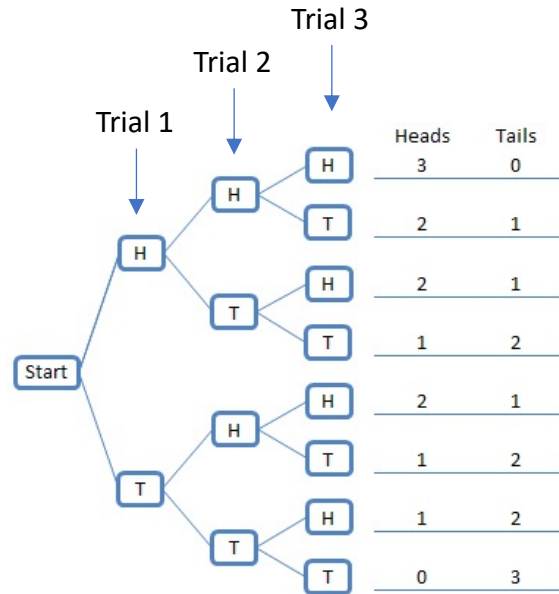 Trial 3
Trial 2
Trial 1
Heads Tails
H 3 0
H
T 2 1
H
H 2 1
T
T 1 2
Start
H 2 1
H
T 1 2
T
H 1 2
T
T 0 3